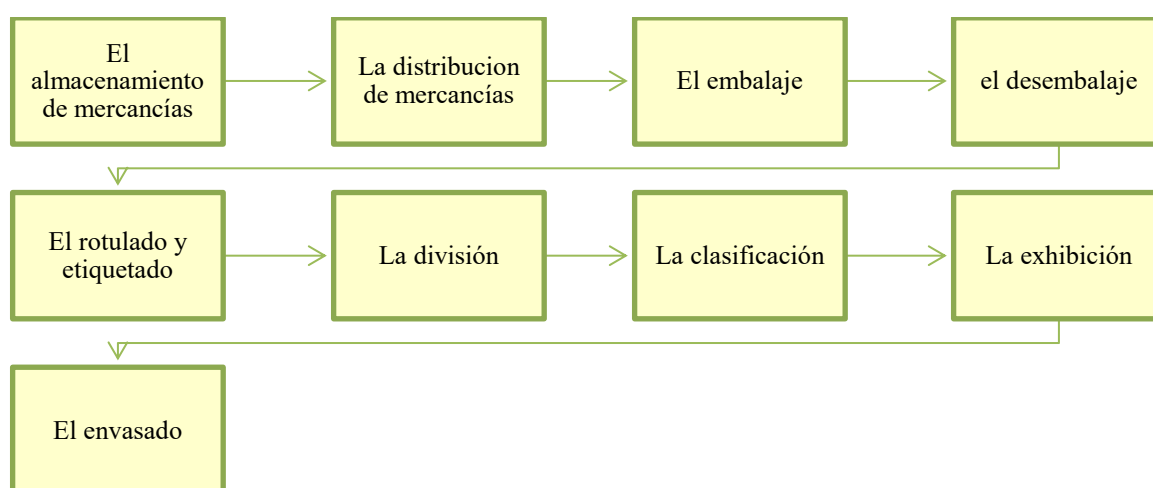 El
almacenamiento
de mercancías
La distribucion
de mercancías
El embalaje
el desembalaje
El rotulado y
etiquetado
La división
La clasificación
La exhibición
El envasado